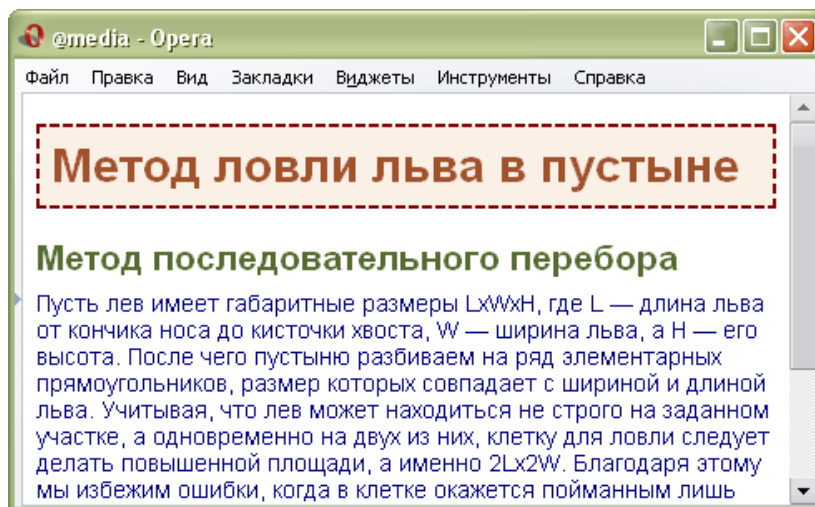 @media - Opera
Файл Правка Вид Закладки Виджеты Инструменты Справка
Метод ловли льва в пустыне
Метод последовательного перебора
Пусть лев имеет габаритные размеры LxWxH, где L — длина льва
от кончика носа до кисточки хвоста, W — ширина льва, а H — его
высота. После чего пустыню разбиваем на ряд элементарных
прямоугольников, размер которых совпадает с шириной и длиной
льва. Учитывая, что лев может находиться не строго на заданном
участке, а одновременно на двух из них, клетку для ловли следует
делать повышенной площади, а именно 2Lx2W. Благодаря этому
мы избежим ошибки, когда в клетке окажется пойманным лишь